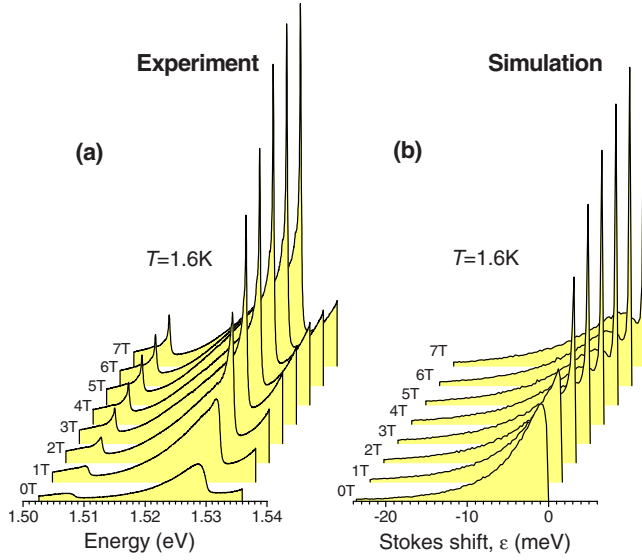 Experiment
Simulation
(a)
(b)
T=1.6K
T=1.6K
7T
6T
5T
4T
3T
2T
1T
0T
7T
6T
5T
4T
3T
2T
1T
0T
1.50 1.51 1.52 1.53 1.54
-20 -10 0
Energy (eV)
Stokes shift, ε (meV)